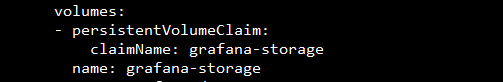 volumes:
- persistentVolumeClaim:
    claimName: grafana-storage
  name: grafana-storage